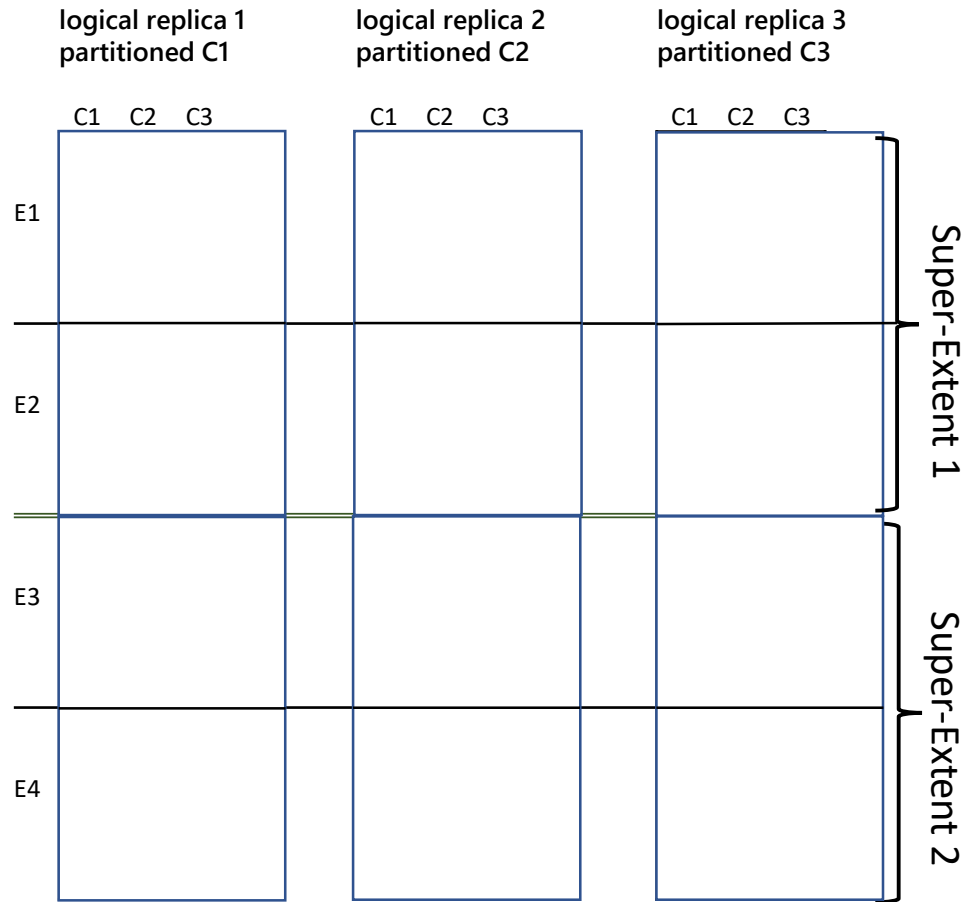 logical replica 1
partitioned C1
logical replica 2
partitioned C2
logical replica 3
partitioned C3
C1 C2 C3
C1 C2 C3
C1 C2 C3
E1
E2
Super-Extent 1
E3
E4
Super-Extent 2